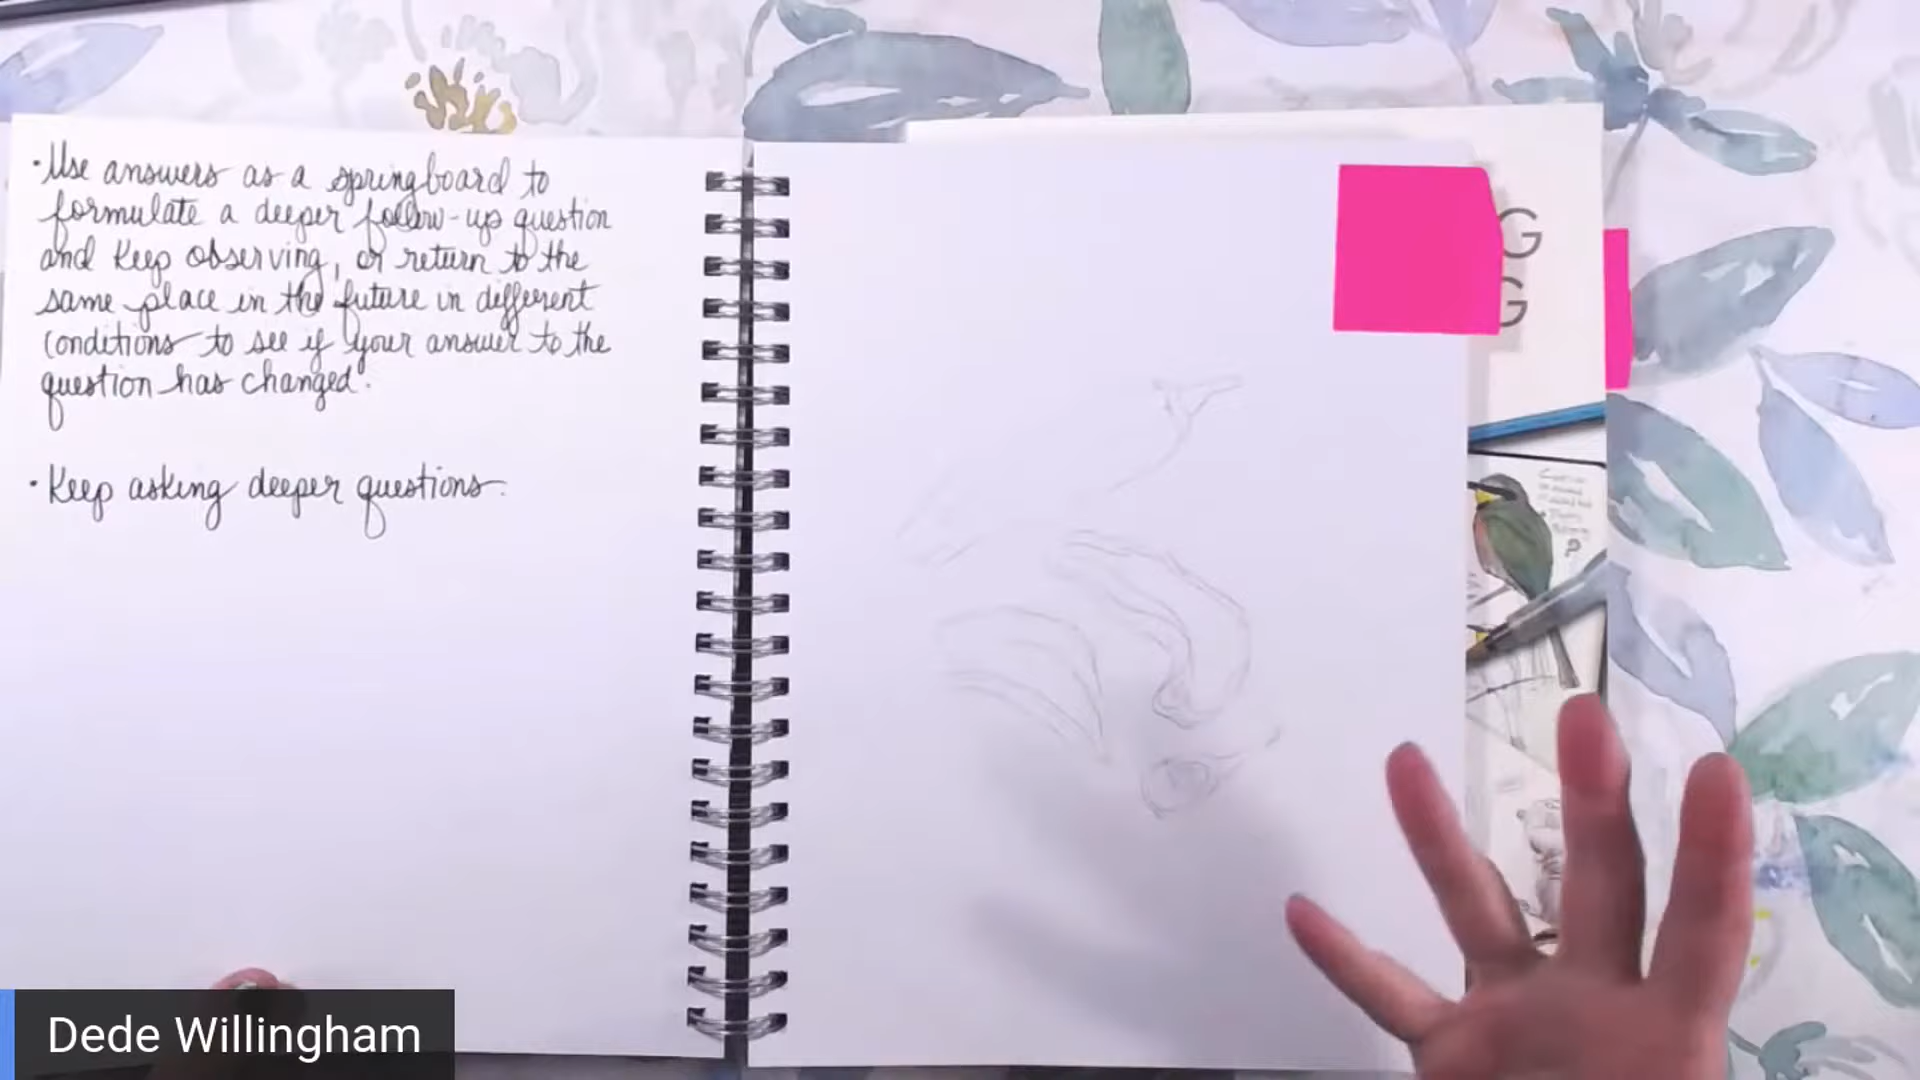 ·Use answers as a springboard to
formulate a deeper follow-up question
and keep observing, or return to the
same place in the future in different
conditions to see if your answer to the
question has changed.
·Keep asking deeper questions.
G
G
?
Dede Willingham